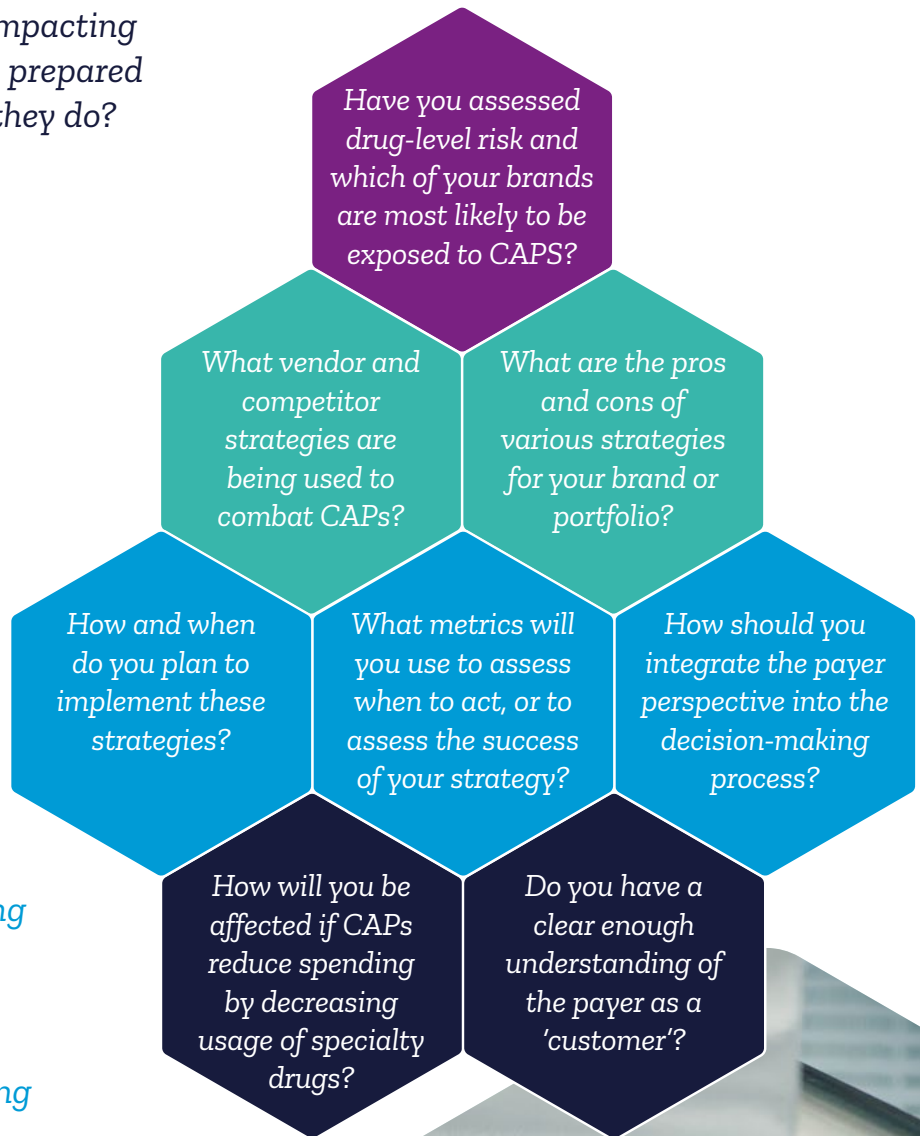 mpacting
prepared
they do?
Have you assessed
drug-level risk and
which of your brands
are most likely to be
exposed to CAPS?
What vendor and
competitor
strategies are
being used to
combat CAPs?
What are the pros
and cons of
various strategies
for your brand or
portfolio?
How and when
do you plan to
implement these
strategies?
What metrics will
you use to assess
when to act, or to
assess the success
of your strategy?
How should you
integrate the payer
perspective into the
decision-making
process?
How will you be
affected if CAPs
reduce spending
by decreasing
usage of specialty
drugs?
Do you have a
clear enough
understanding of
the payer as a
‘customer’?
ng
ng